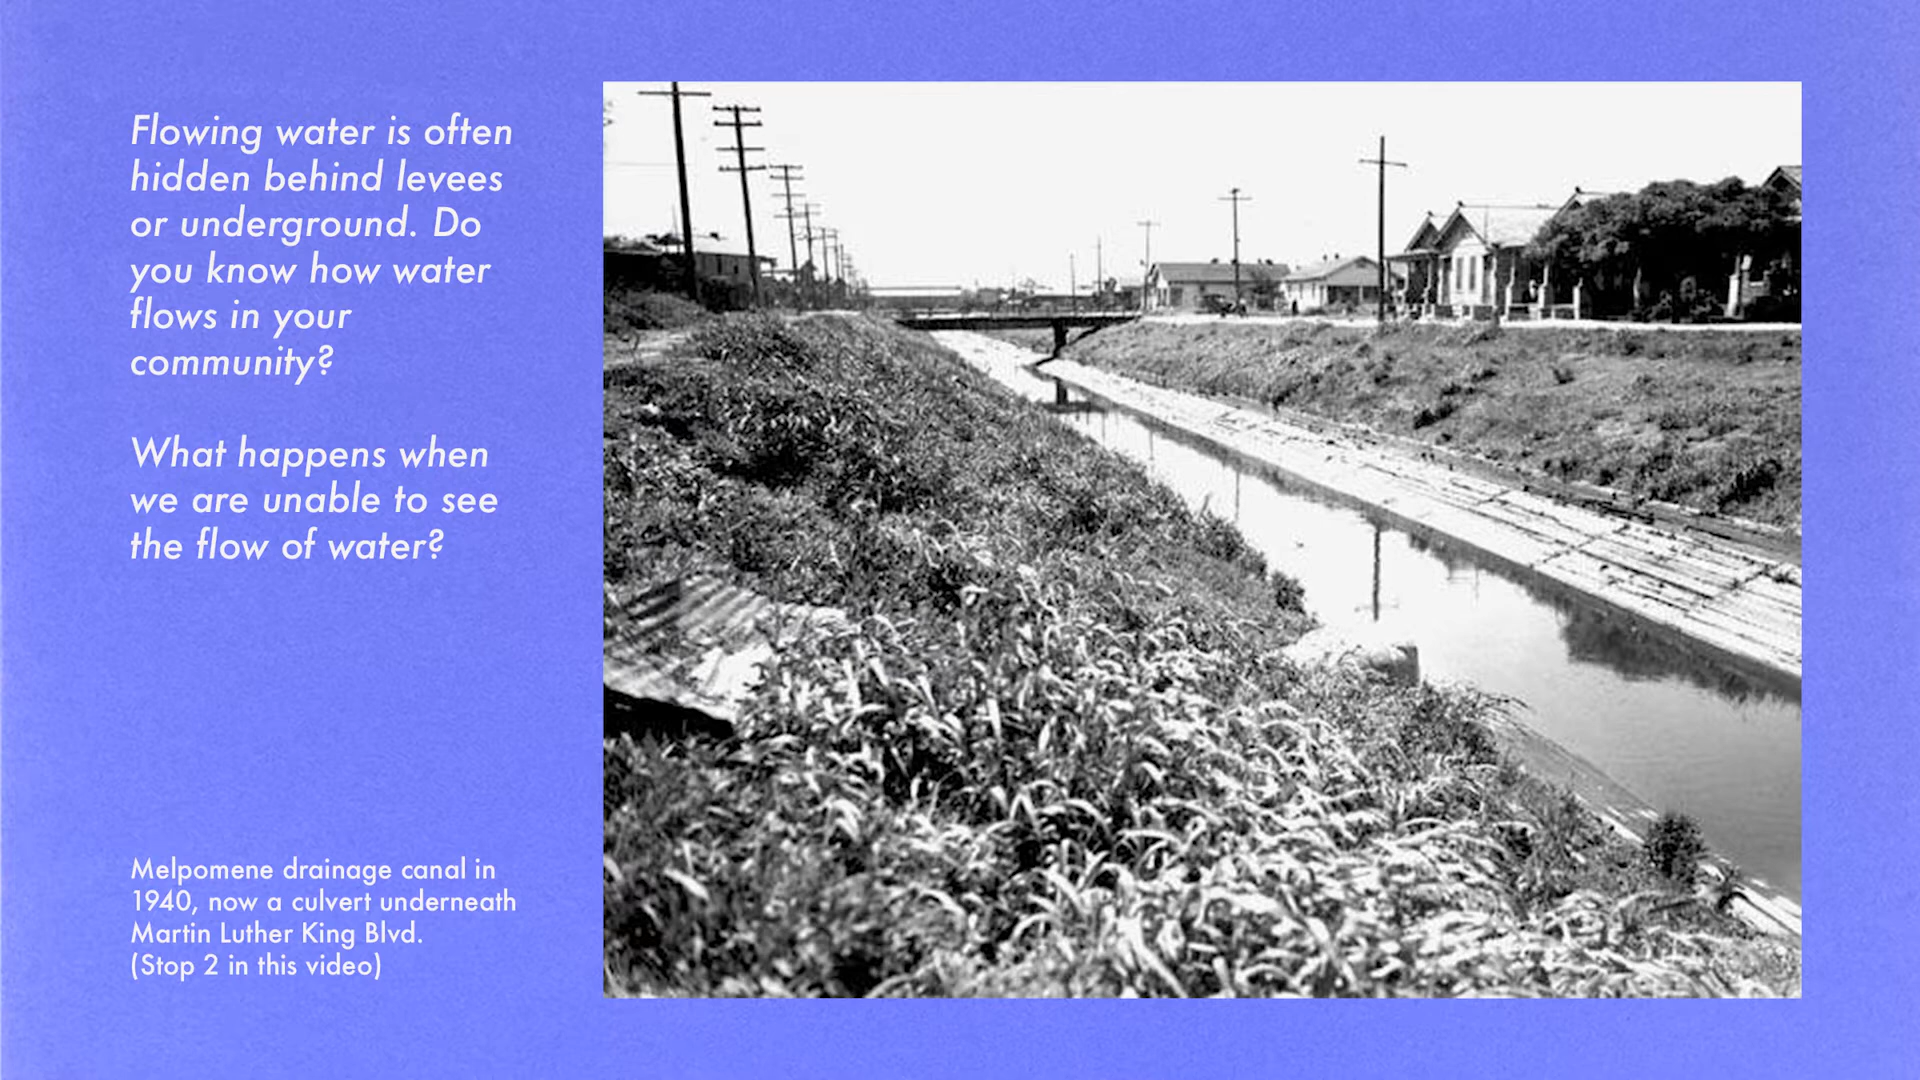 Flowing water is often
hidden behind levees
or underground. Do
you know how water
flows in your
community?
What happens when
we are unable to see
the flow of water?
Melpomene drainage canal in
1940, now a culvert underneath
Martin Luther King Blvd.
(Stop 2 in this video)